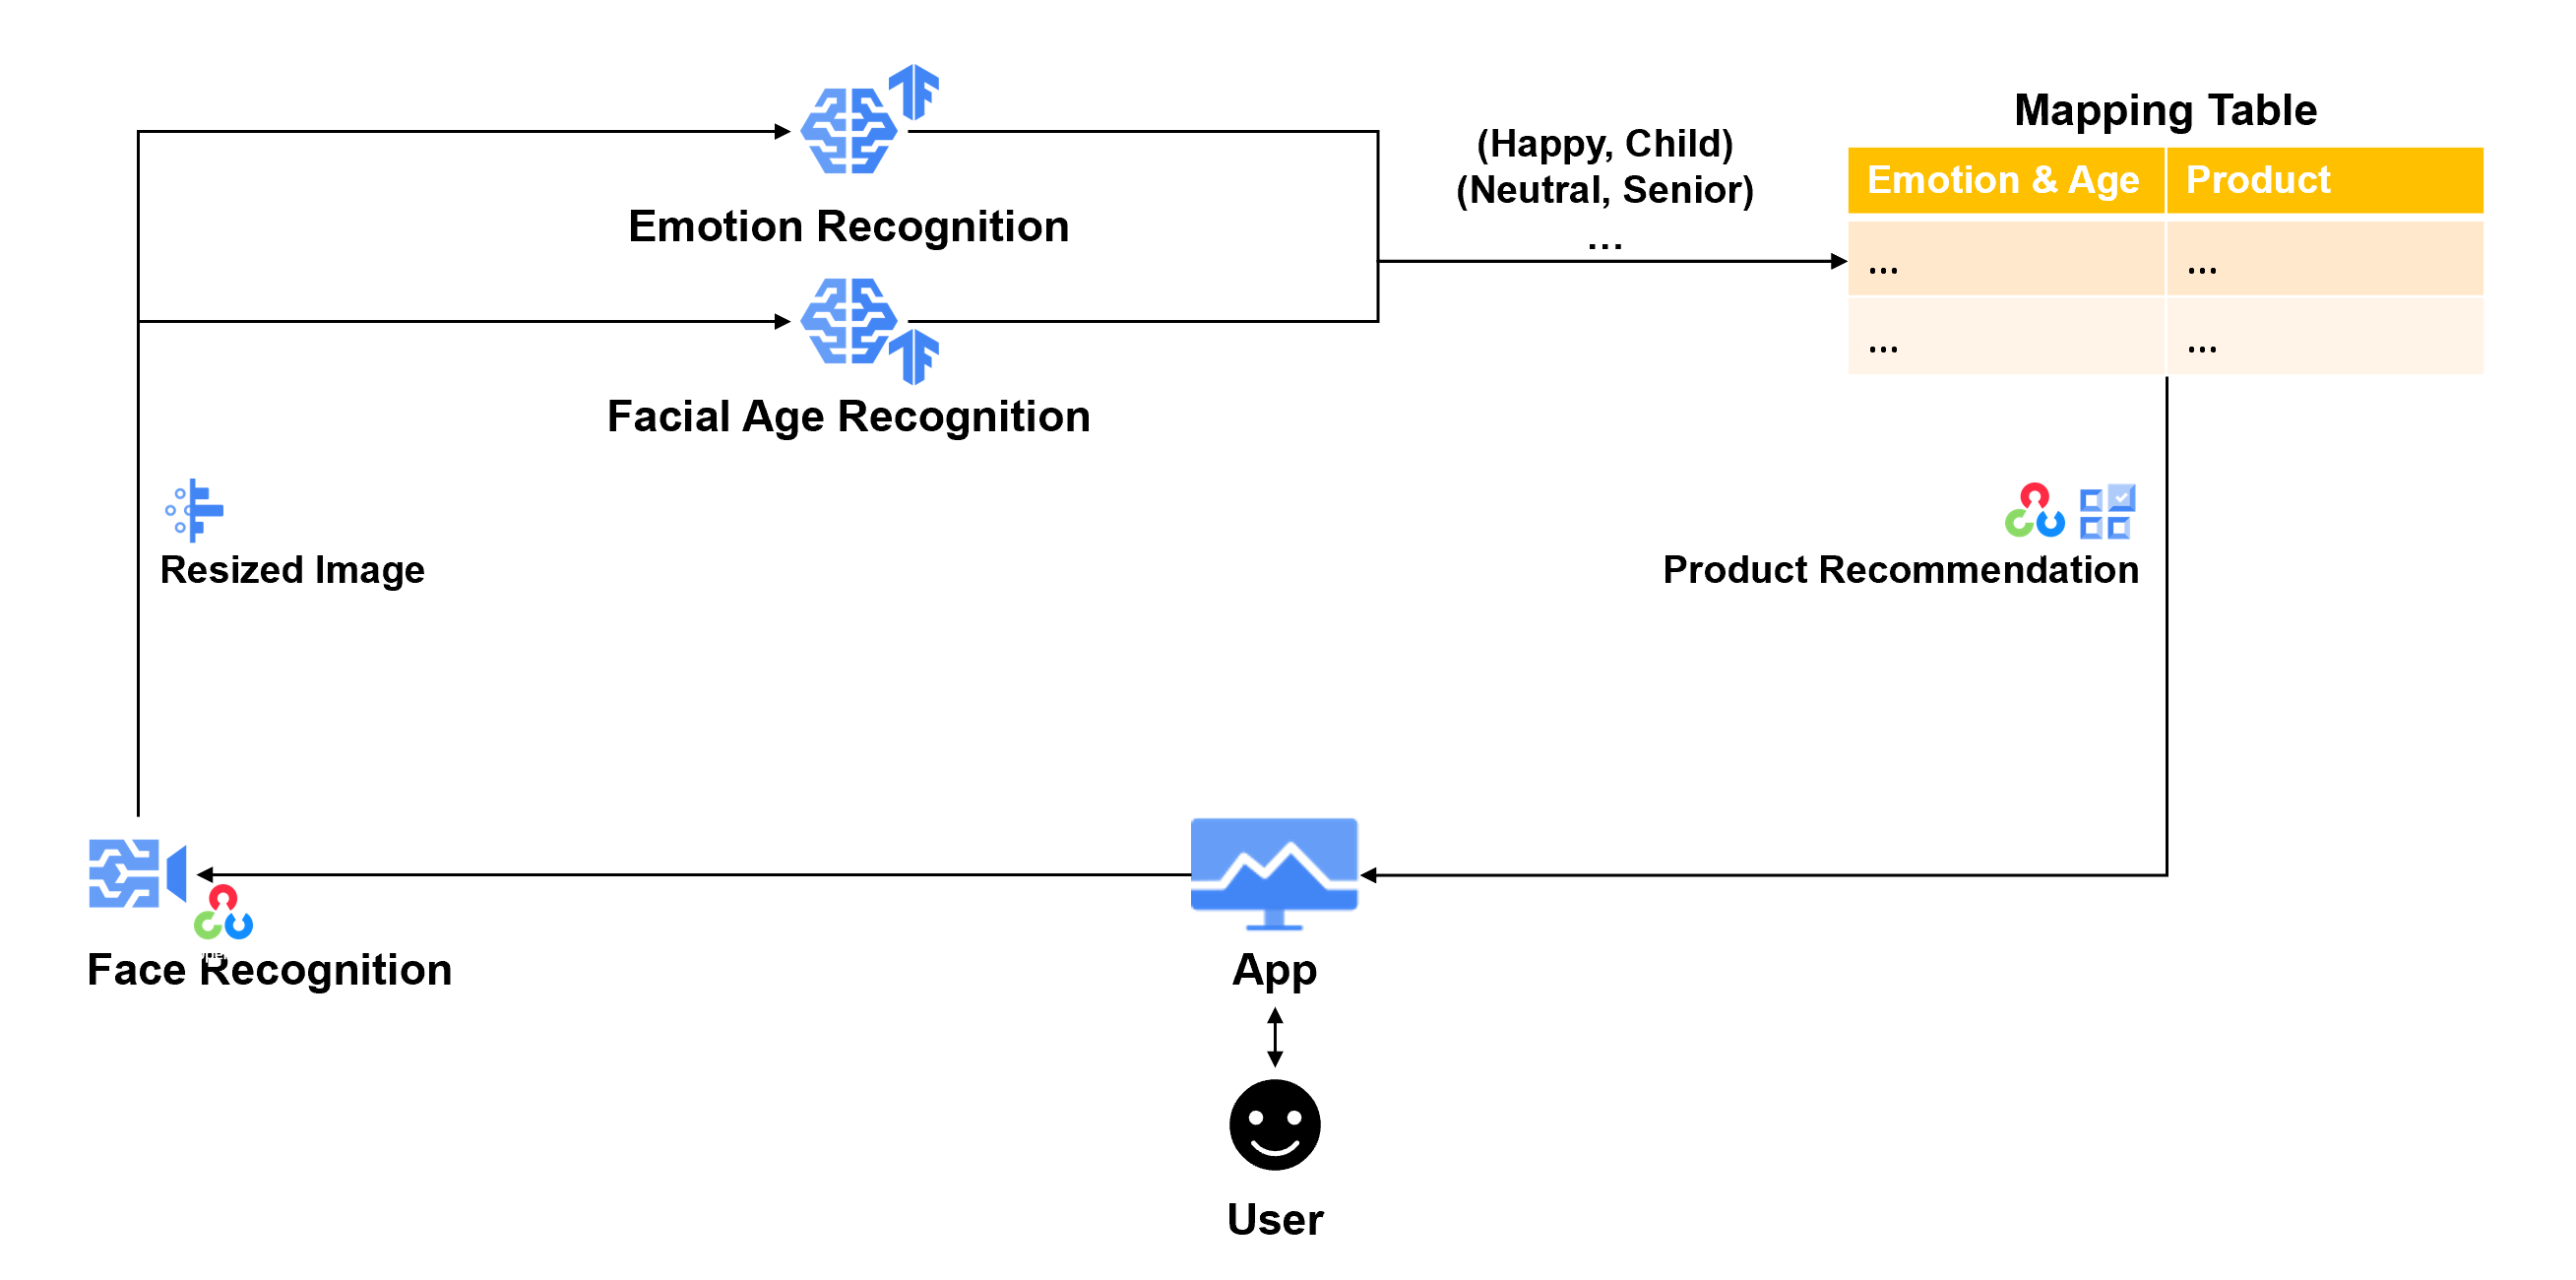 Mapping Table
(Happy, Child)
(Neutral, Senior)
...
Emotion & Age Product
... ...
... ...
Emotion Recognition
Facial Age Recognition
Resized Image
Product Recommendation
Face Recognition
App
User